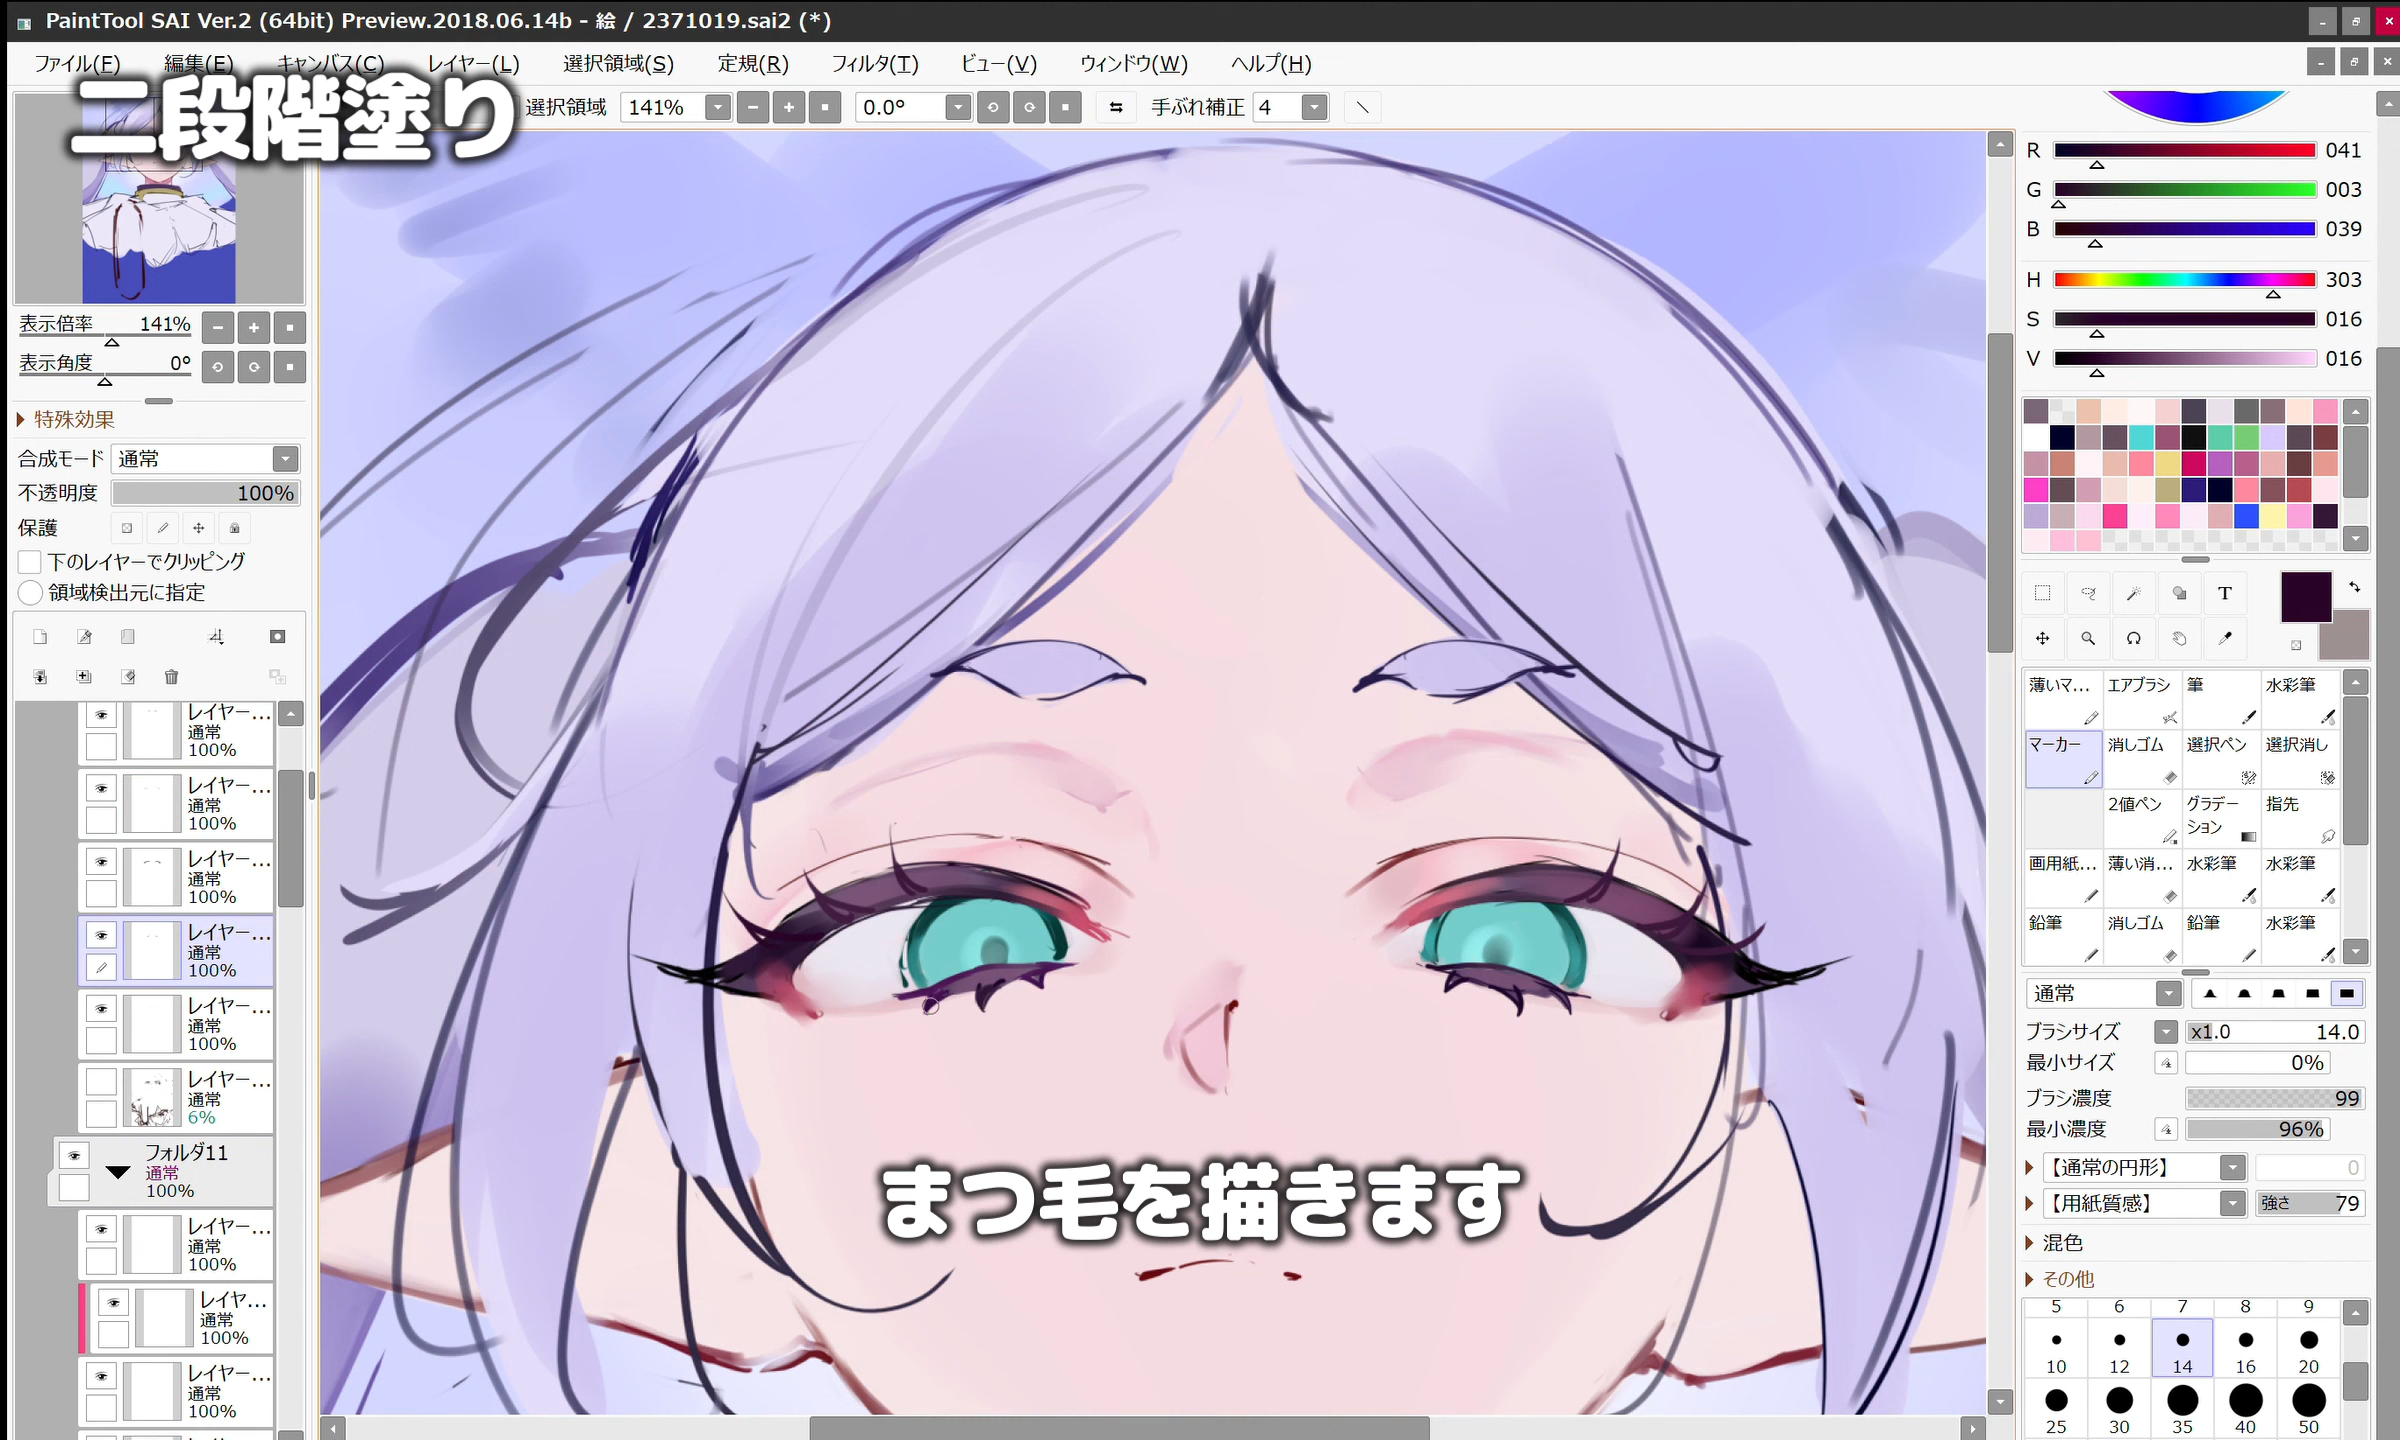 PaintTool SAI Ver.2 (64bit) Preview.2018.06.14b - 絵 / 2371019.sai2 (*)
ファイル(F) 編集(E) キャンバス(C) レイヤー(L) 選択領域(S) 定規(R) フィルタ(T) ビュー(V) ウィンドウ(W) ヘルプ(H)
二段階塗り
選択領域 141% 0.0° 手ぶれ補正 4
表示倍率 141%
表示角度 0°
特殊効果
合成モード 通常
不透明度 100%
保護
下のレイヤーでクリッピング
領域検出元に指定
レイヤー...
通常
100%
レイヤー...
通常
100%
レイヤー...
通常
100%
レイヤー...
通常
100%
レイヤー...
通常
100%
レイヤー...
通常
6%
フォルダ11
通常
100%
レイヤー...
通常
100%
レイヤ...
通常
100%
レイヤー...
通常
100%
まつ毛を描きます
R 041
G 003
B 039
H 303
S 016
V 016
T
薄いマ... エアブラシ 筆 水彩筆
マーカー 消しゴム 選択ペン 選択消し
2値ペン グラデーション 指先
画用紙... 薄い消... 水彩筆 水彩筆
鉛筆 消しゴム 鉛筆 水彩筆
通常
ブラシサイズ x1.0 14.0
最小サイズ 0%
ブラシ濃度 99
最小濃度 96%
【通常の円形】 0
【用紙質感】 強さ 79
混色
その他
5 6 7 8 9
10 12 14 16 20
25 30 35 40 50